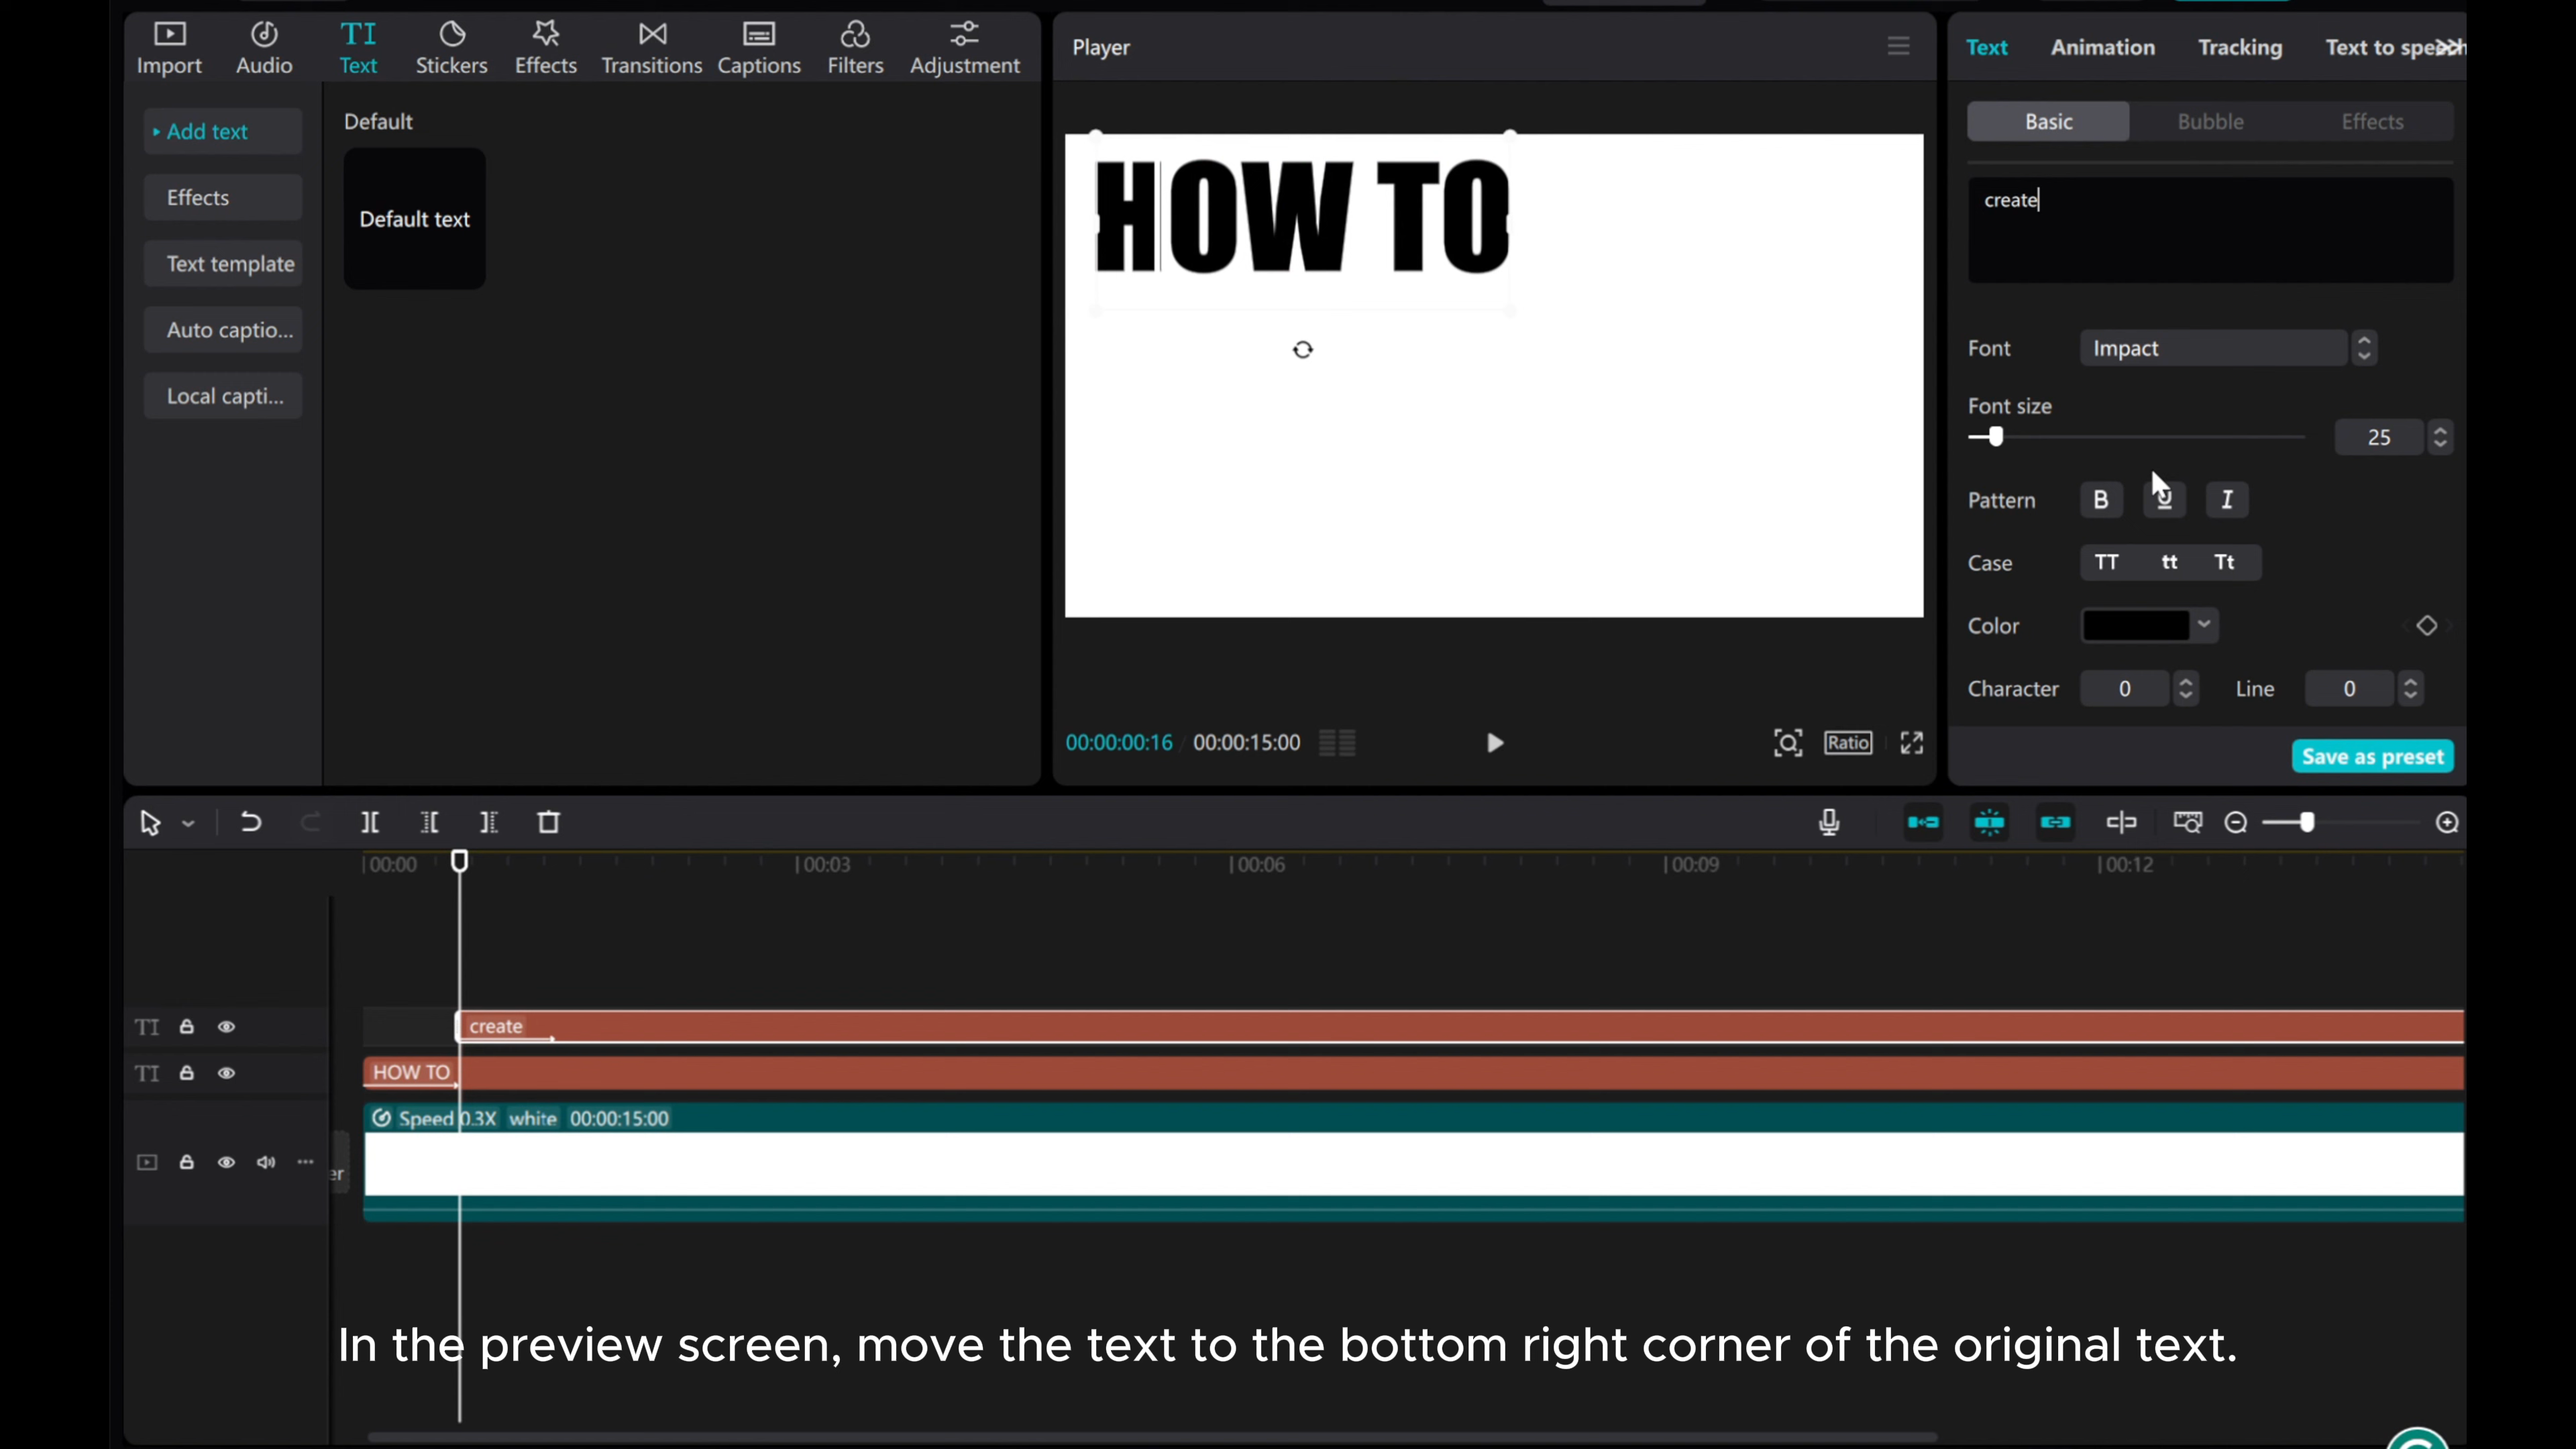 Import Audio Text Stickers Effects Transitions Captions Filters Adjustment
Add text
Effects
Text template
Auto captio...
Local capti...
Default
Default text
Player
HOW TO
00:00:00:16 / 00:00:15:00
Ratio
Text Animation Tracking Text to speech
Basic Bubble Effects
create
Font Impact
Font size
25
Pattern B U I
Case TT tt Tt
Color
Character 0 Line 0
Save as preset
00:00 00:03 00:06 00:09 00:12
TI create
TI HOW TO
Speed 0.3X white 00:00:15:00
er
In the preview screen, move the text to the bottom right corner of the original text.